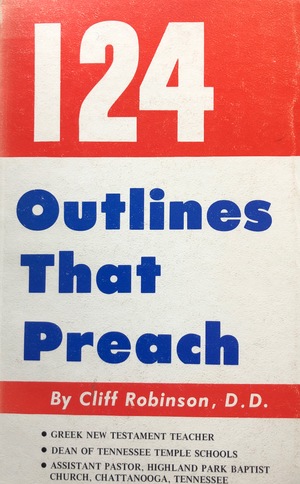 124
Outlines
That
Preach
By Cliff Robinson, D.D.
• GREEK NEW TESTAMENT TEACHER
• DEAN OF TENNESSEE TEMPLE SCHOOLS
• ASSISTANT PASTOR, HIGHLAND PARK BAPTIST
CHURCH, CHATTANOOGA, TENNESSEE